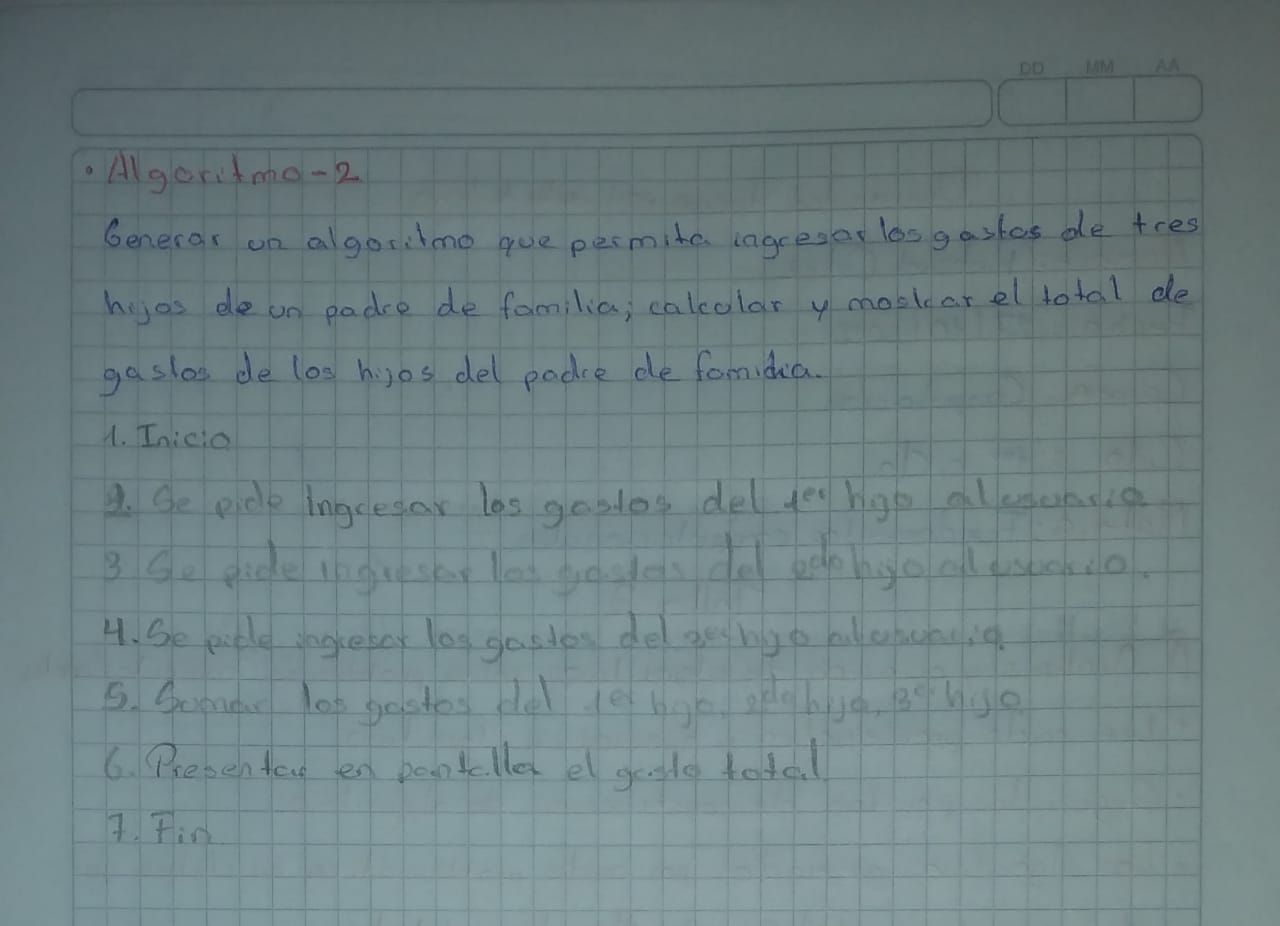 DD MM AA
• Algoritmo-2
Generar un algoritmo que permita ingresar los gastos de tres
hijos de un padre de familia; calcular y mostrar el total de
gastos de los hijos del padre de familia.
1. Inicio
2. Se pide Ingresar los gastos del 1er hijo al usuario
3 Se pide ingresar los gastos del 2do hijo al usuario.
4. Se pide ingresar los gastos del 3er hijo al usuario.
5. Sumar los gastos del 1er hijo, 2do hijo, 3er hijo
6. Presentar en pantalla el gasto total
7. Fin